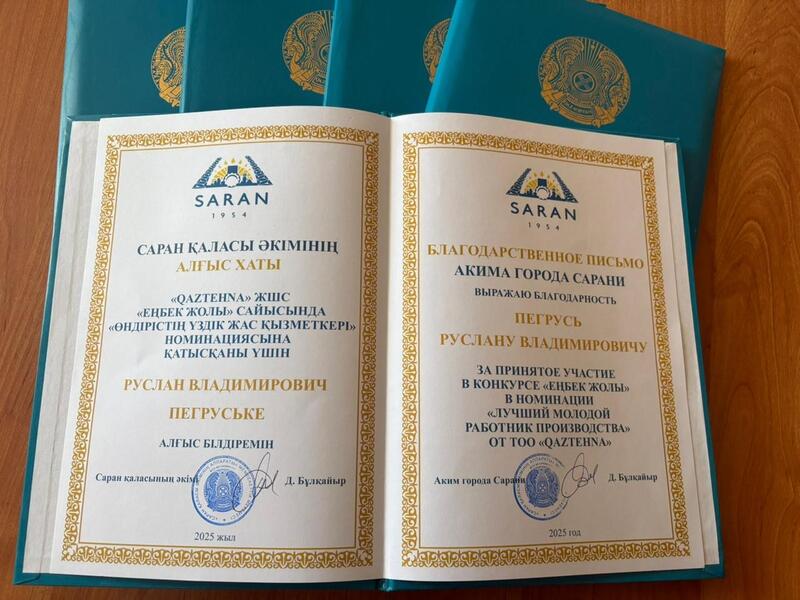 SARAN
1954
САРАН ҚАЛАСЫ ӘКІМІНІҢ
АЛҒЫС ХАТЫ
«QAZTEHNA» ЖШС
«ЕҢБЕК ЖОЛЫ» САЙЫСЫНДА
«ӨНДІРІСТІҢ ҮЗДІК ЖАС ҚЫЗМЕТКЕРІ»
НОМИНАЦИЯСЫНА
ҚАТЫСҚАНЫ ҮШІН
РУСЛАН ВЛАДИМИРОВИЧ
ПЕГРУСЬКЕ
АЛҒЫС БІЛДІРЕМІН
Саран қаласының әкімі Д. Бұлқайыр
2025 жыл
SARAN
1954
БЛАГОДАРСТВЕННОЕ ПИСЬМО
АКИМА ГОРОДА САРАНИ
ВЫРАЖАЮ БЛАГОДАРНОСТЬ
ПЕГРУСЬ
РУСЛАНУ ВЛАДИМИРОВИЧУ
ЗА ПРИНЯТОЕ УЧАСТИЕ
В КОНКУРСЕ «ЕҢБЕК ЖОЛЫ»
В НОМИНАЦИИ
«ЛУЧШИЙ МОЛОДОЙ
РАБОТНИК ПРОИЗВОДСТВА»
ОТ ТОО «QAZTEHNA»
Аким города Сарани Д. Бұлқайыр
2025 год